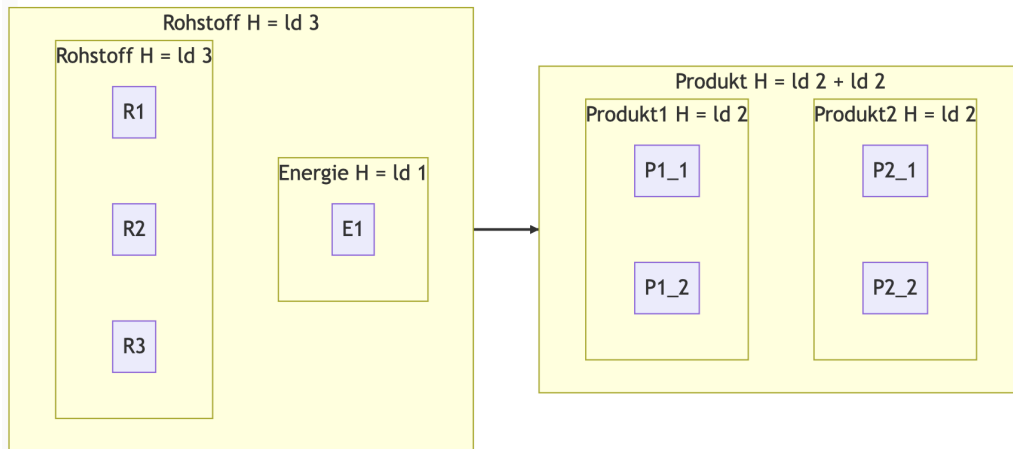 Rohstoff H = ld 3
Rohstoff H = ld 3
R1
R2
R3
Energie H = ld 1
E1
Produkt H = ld 2 + ld 2
Produkt1 H = ld 2
P1_1
P1_2
Produkt2 H = ld 2
P2_1
P2_2